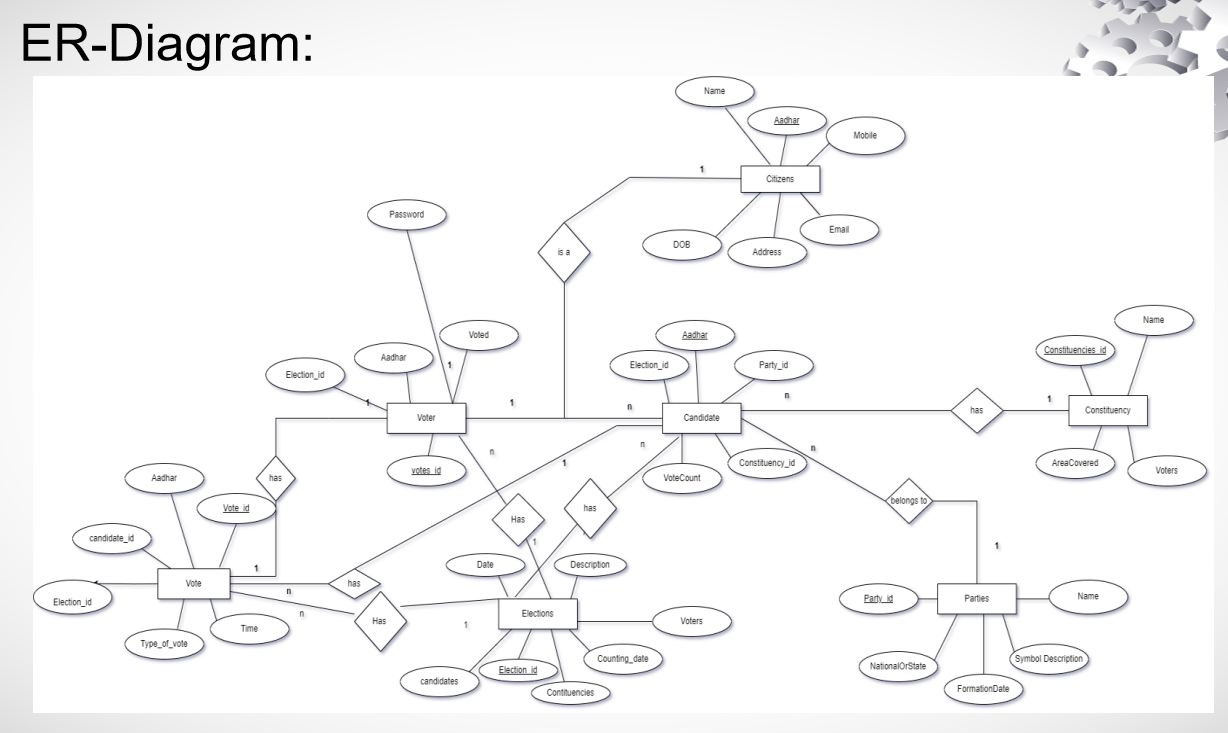 ER-Diagram:
Name
Aadhar
Mobile
1
Citizens
Password
Email
DOB
Address
is a
Name
Voted
Aadhar
Constituencies_id
Aadhar
Election_id
Party_id
1
Election_id
n
1
1
1
n
Voter
Candidate
has
Constituency
n
n
1
AreaCovered
Constituency_id
votes_id
Voters
has
Aadhar
VoteCount
belongs to
Vote_id
has
Has
candidate_id
1
1
Date
Description
1
Vote
has
n
Election_id
Party_id
Parties
Name
n
Elections
Has
Voters
1
Time
Type_of_vote
Counting_date
Symbol Description
NationalOrState
Election_id
candidates
FormationDate
Contituencies